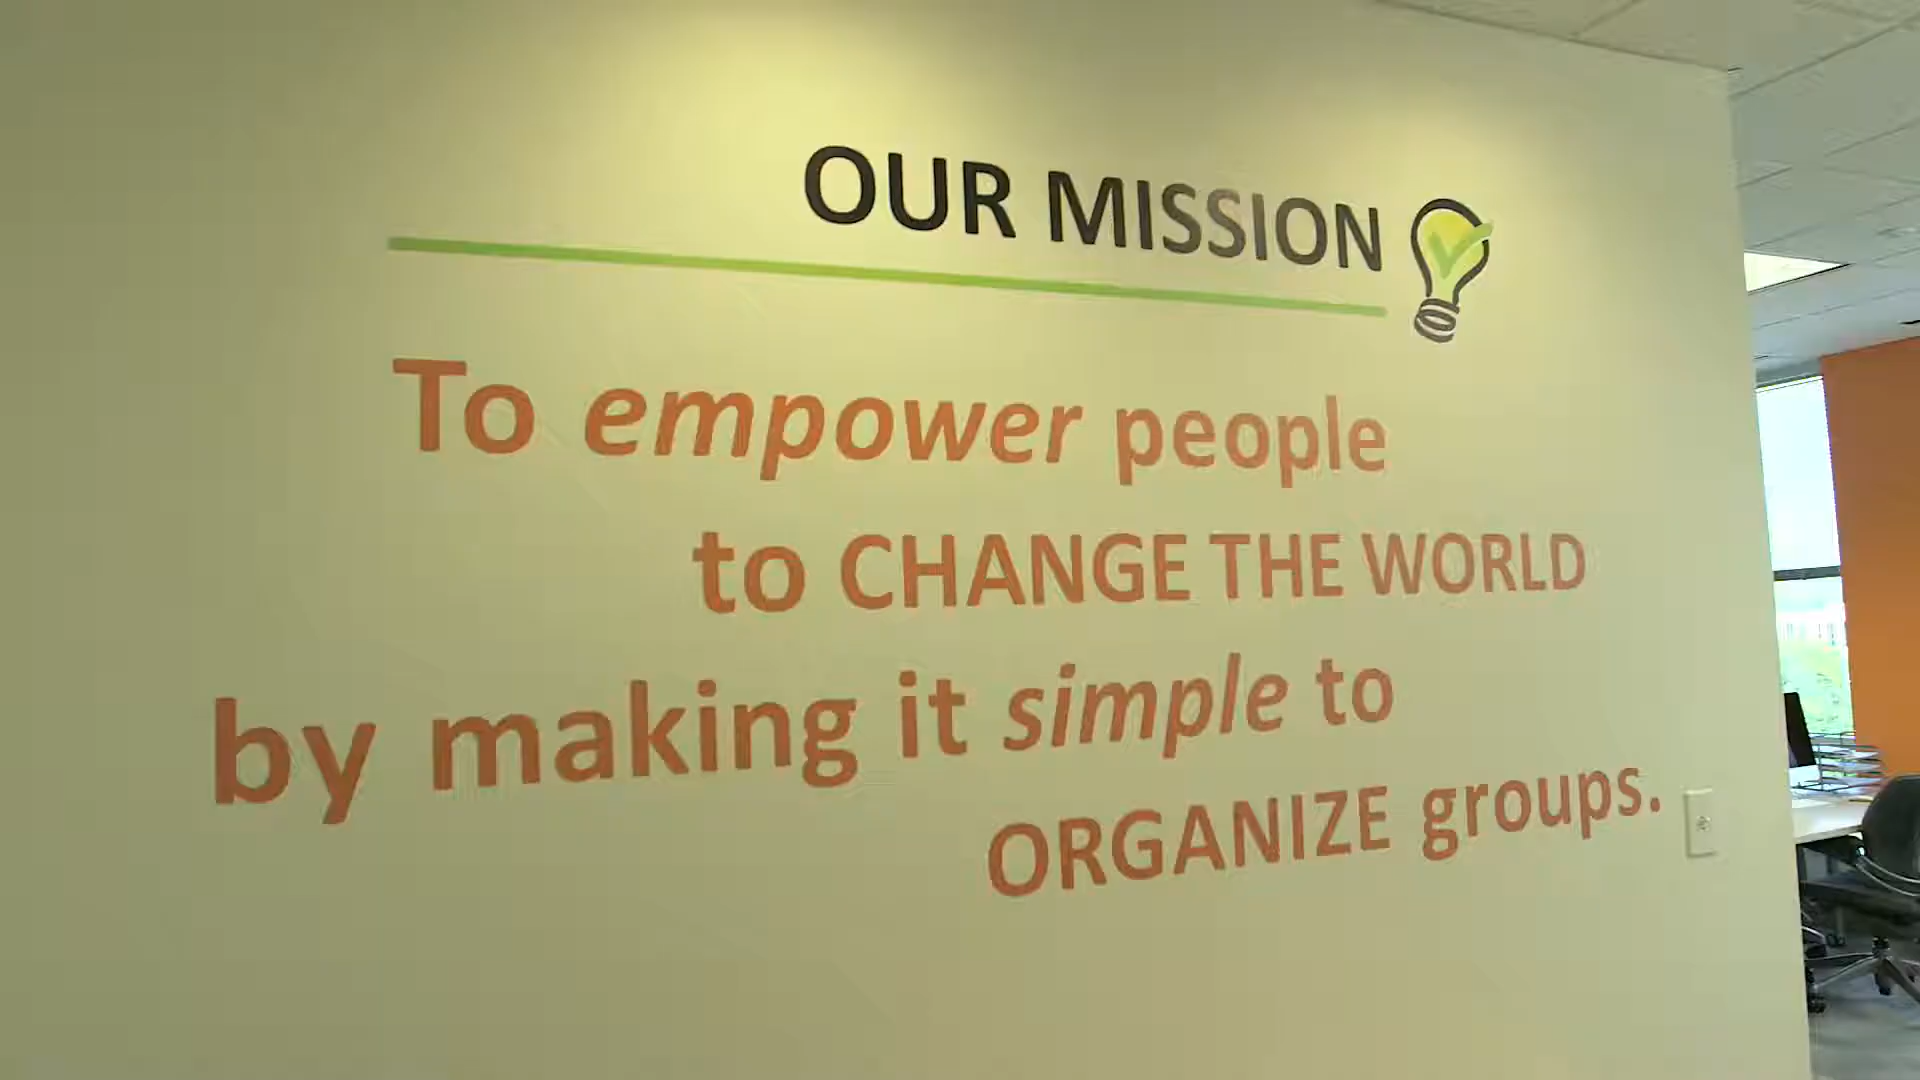 OUR MISSION
To empower people
to CHANGE THE WORLD
by making it simple to
ORGANIZE groups.